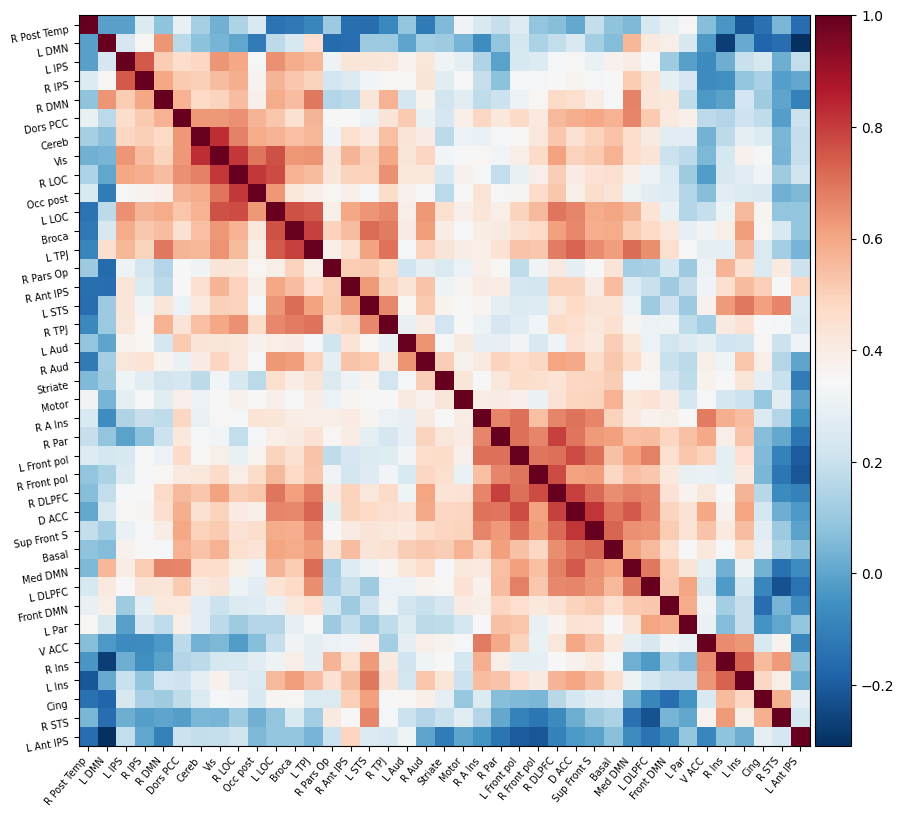 R Post Temp
L DMN
L IPS
R IPS
R DMN
Dors PCC
Cereb
Vis
R LOC
Occ post
L LOC
Broca
L TPJ
R Pars Op
R Ant IPS
L STS
R TPJ
L Aud
R Aud
Striate
Motor
R A Ins
R Par
L Front pol
R Front pol
R DLPFC
D ACC
Sup Front S
Basal
Med DMN
L DLPFC
Front DMN
L Par
V ACC
R Ins
L Ins
Cing
R STS
L Ant IPS
1.0
0.8
0.6
0.4
0.2
0.0
−0.2
R Post Temp
L DMN
L IPS
R IPS
R DMN
Dors PCC
Cereb
Vis
R LOC
Occ post
L LOC
Broca
L TPJ
R Pars Op
R Ant IPS
L STS
R TPJ
L Aud
R Aud
Striate
Motor
R A Ins
R Par
L Front pol
R Front pol
R DLPFC
D ACC
Sup Front S
Basal
Med DMN
L DLPFC
Front DMN
L Par
V ACC
R Ins
L Ins
Cing
R STS
L Ant IPS